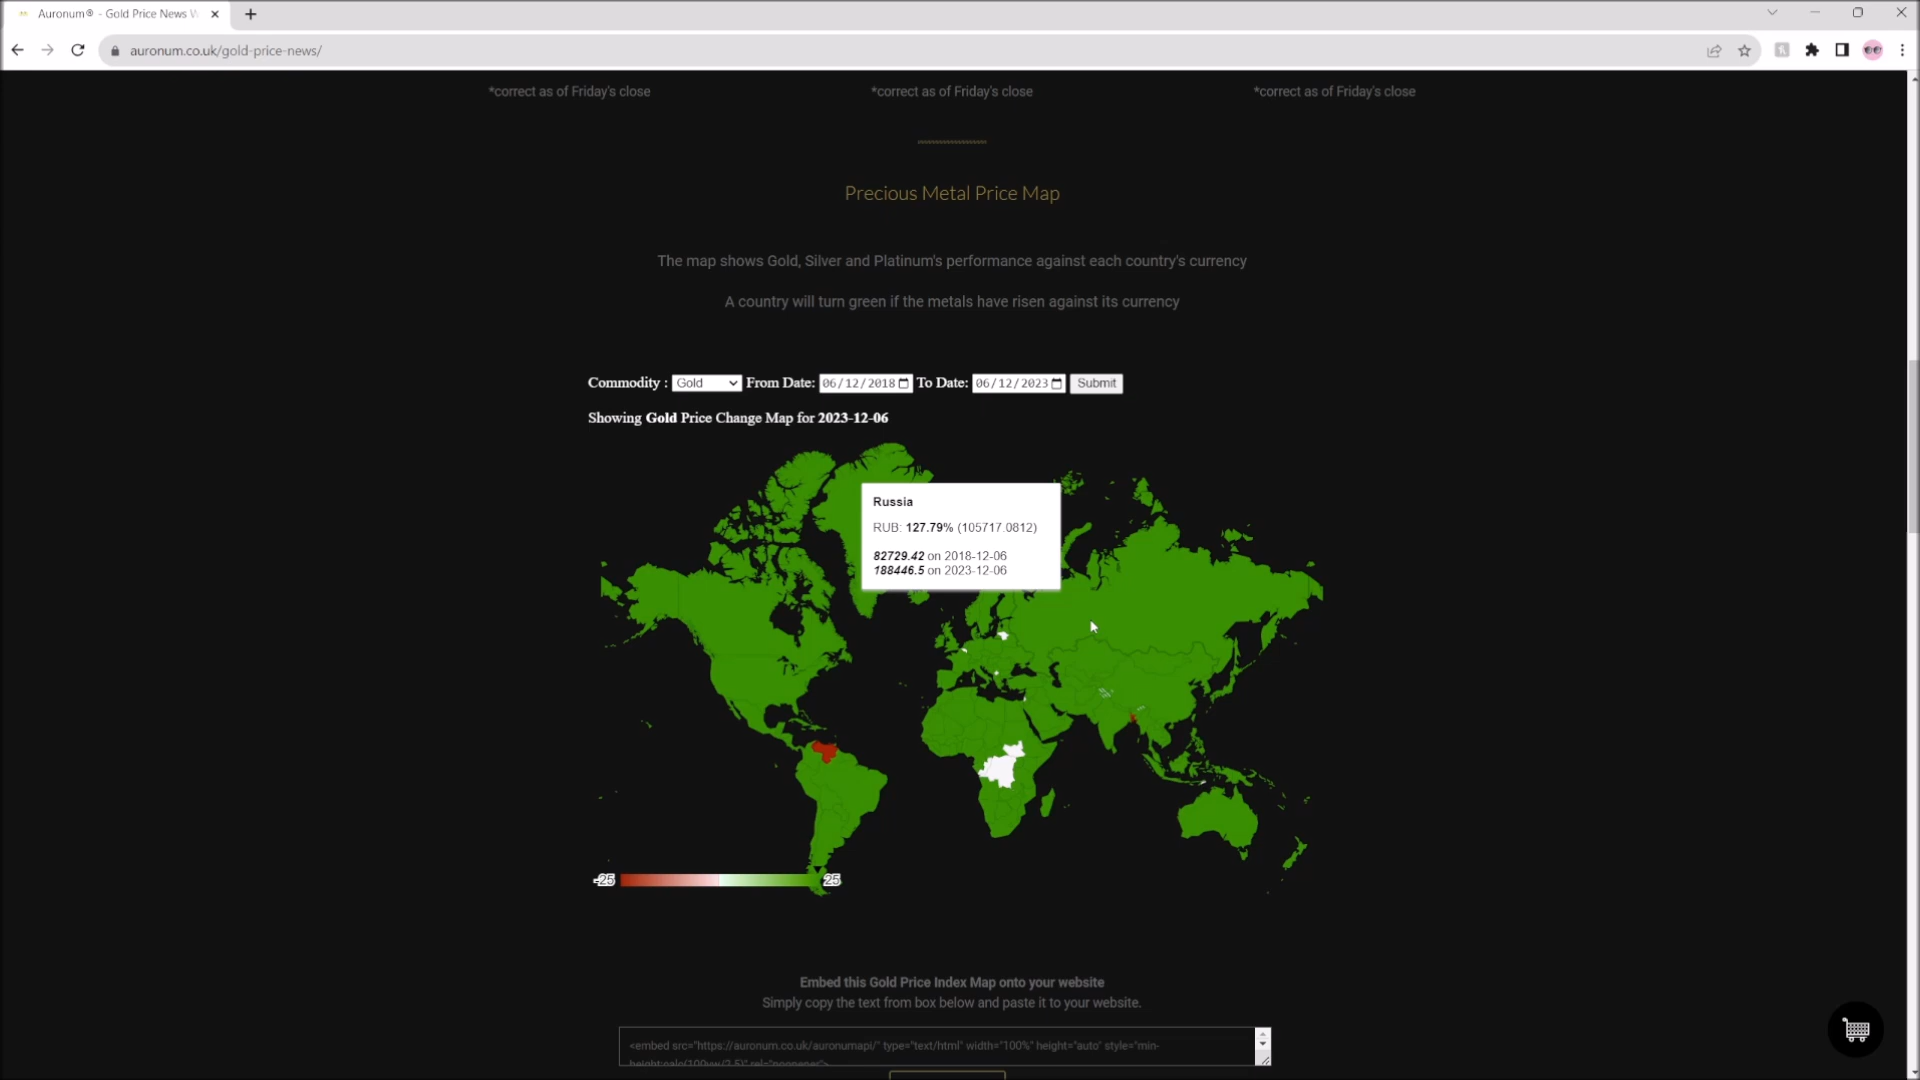 Auronum® - Gold Price News W
auronum.co.uk/gold-price-news/
*correct as of Friday's close
*correct as of Friday's close
*correct as of Friday's close
Precious Metal Price Map
The map shows Gold, Silver and Platinum's performance against each country's currency
A country will turn green if the metals have risen against its currency
Commodity : Gold From Date: 06/12/2018 To Date: 06/12/2023 Submit
Showing Gold Price Change Map for 2023-12-06
Russia
RUB: 127.79% (105717.0812)
82729.42 on 2018-12-06
188446.5 on 2023-12-06
-25 25
Embed this Gold Price Index Map onto your website
Simply copy the text from box below and paste it to your website.
<embed src="https://auronum.co.uk/auronumapi/" type="text/html" width="100%" height="auto" style="min-
height:calc(100vw/2.5)" rel="noopener">